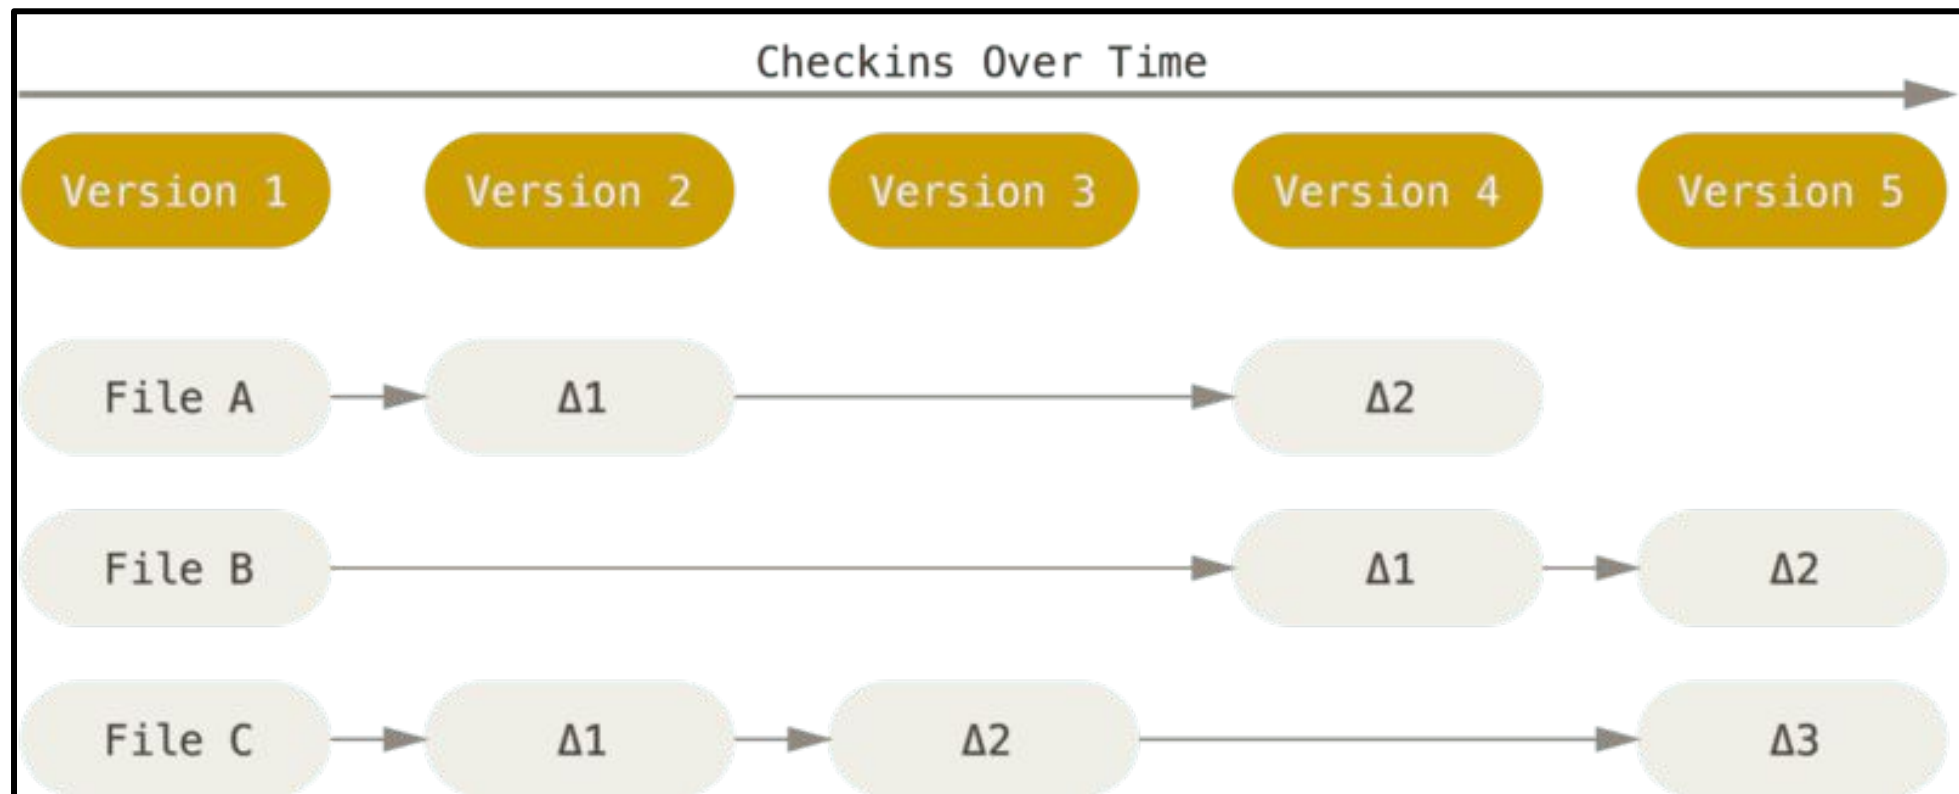 Checkins Over Time
Version 1 Version 2 Version 3 Version 4 Version 5
File A Δ1 Δ2
File B Δ1 Δ2
File C Δ1 Δ2 Δ3